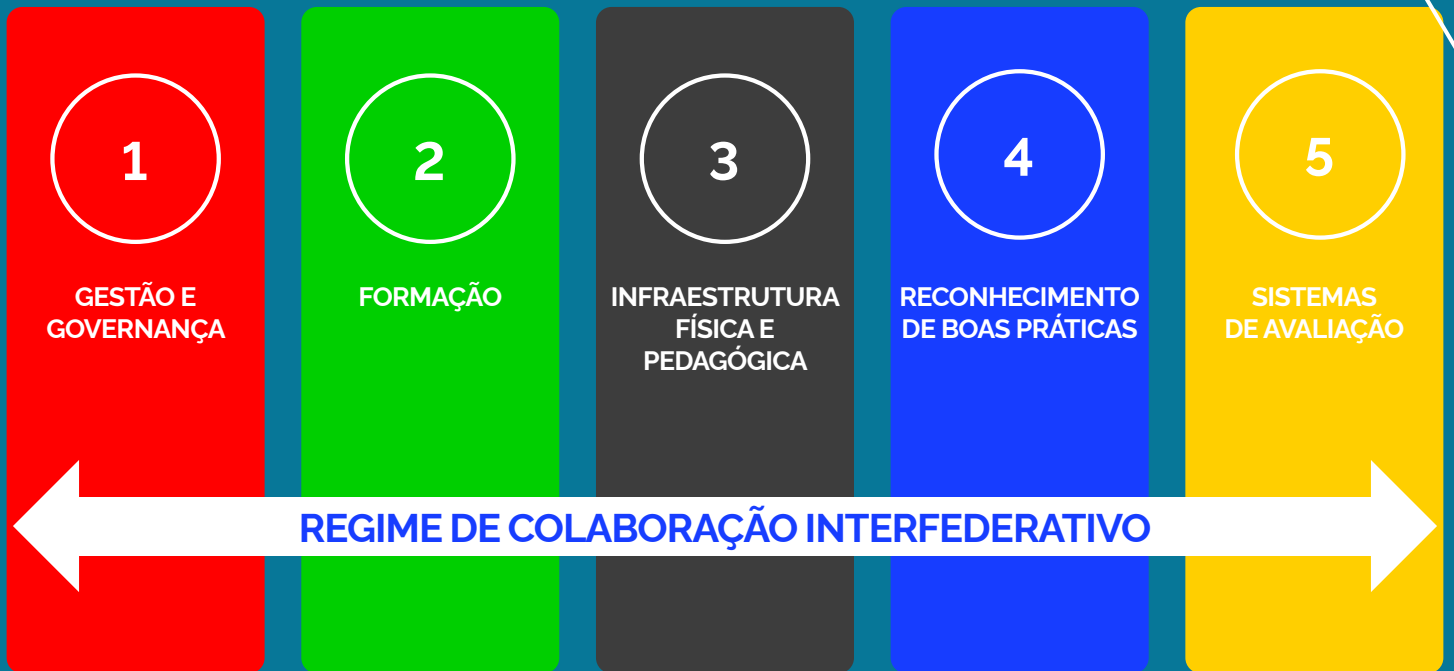 1
GESTÃO E
GOVERNANÇA
2
FORMAÇÃO
3
INFRAESTRUTURA
FÍSICA E
PEDAGÓGICA
4
RECONHECIMENTO
DE BOAS PRÁTICAS
5
SISTEMAS
DE AVALIAÇÃO
REGIME DE COLABORAÇÃO INTERFEDERATIVO